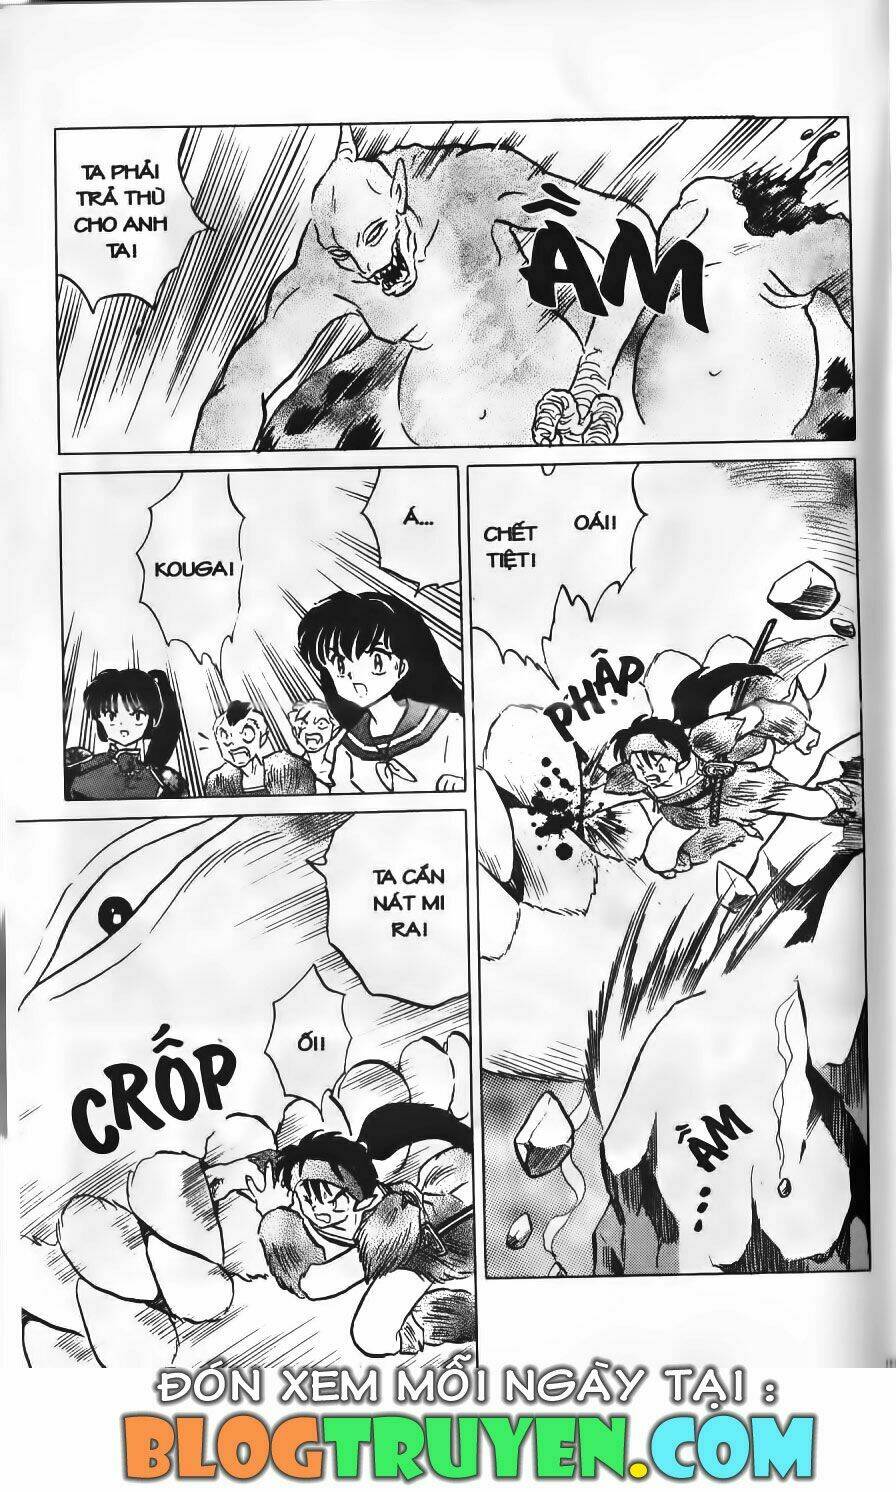 TA PHẢI
TRẢ THÙ
CHO ANH
TA!
ẦM
Á...
KOUGA!
OÁI!
CHẾT
TIỆT!
PHẬP
ẦM
...
TA CẮN
NÁT MI
RA!
ỐI!
CRỐP
ĐÓN XEM MỖI NGÀY TẠI :
BLOGTRUYEN.COM